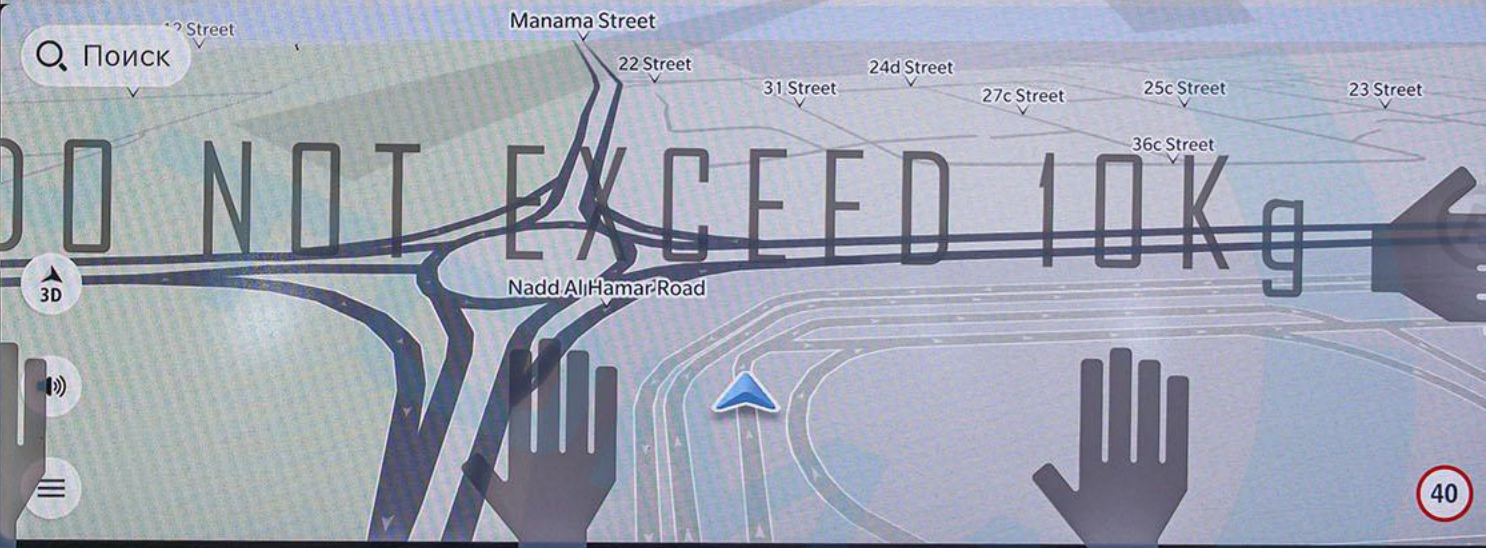 Manama Street
Street
Поиск
22 Street
24d Street
31 Street
27c Street
25c Street
23 Street
36c Street
DO NOT EXCEED 10Kg
3D
Nadd Al Hamar Road
40